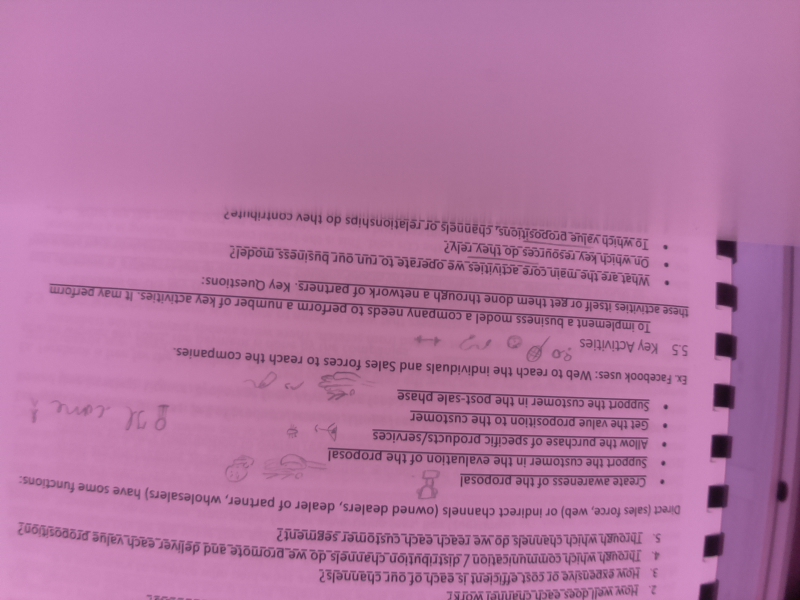 2. How well does each channel work?
3. How expensive or cost efficient is each of our channels?
4. Through which communication / distribution channels do we promote and deliver each value proposition?
5. Through which channels do we reach each customer segment?
Direct (sales force, web) or indirect channels (owned dealers, dealer of partner, wholesalers) have some functions:
• Create awareness of the proposal
• Support the customer in the evaluation of the proposal
• Allow the purchase of specific products/services
• Get the value proposition to the customer
• Support the customer in the post-sale phase
Ex. Facebook uses: Web to reach the individuals and Sales forces to reach the companies.
5.5 Key Activities
To implement a business model a company needs to perform a number of key activities. It may perform
these activities itself or get them done through a network of partners. Key Questions:
• What are the main core activities we operate to run our business model?
• On which key resources do they rely?
• To which value propositions, channels or relationships do they contribute?